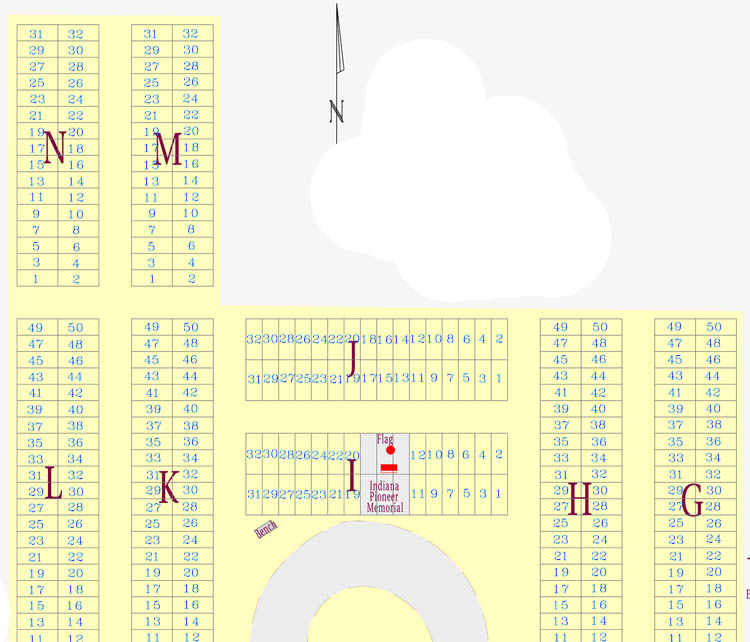 31 32 31 32
29 30 29 30
27 28 27 28
25 26 25 26
23 24 23 24
21 22 21 22
19 20 19 20
N M N
17 18 17 18
15 16 15 16
13 14 13 14
11 12 11 12
9 10 9 10
7 8 7 8
5 6 5 6
3 4 3 4
1 2 1 2
49 50 49 50 49 50 49 50
47 48 47 48 32 30 28 26 24 22 20 18 16 14 12 10 8 6 4 2 47 48 47 48
45 46 45 46 J 45 46 45 46
43 44 43 44 31 29 27 25 23 21 19 17 15 13 11 9 7 5 3 1 43 44 43 44
41 42 41 42 41 42 41 42
39 40 39 40 39 40 39 40
37 38 37 38 37 38 37 38
35 36 35 36 Flag 35 36 35 36
33 34 33 34 32 30 28 26 24 22 20 12 10 8 6 4 2 33 34 33 34
31 32 31 32 31 32 31 32
L K I H G
29 30 29 30 31 29 27 25 23 21 19 Indiana 11 9 7 5 3 1 29 30 29 30
Pioneer
27 28 27 28 Memorial 27 28 27 28
25 26 25 26 Bench 25 26 25 26
23 24 23 24 23 24 23 24
21 22 21 22 21 22 21 22
19 20 19 20 19 20 19 20
17 18 17 18 17 18 17 18
15 16 15 16 15 16 15 16
13 14 13 14 13 14 13 14
11 12 11 12 11 12 11 12